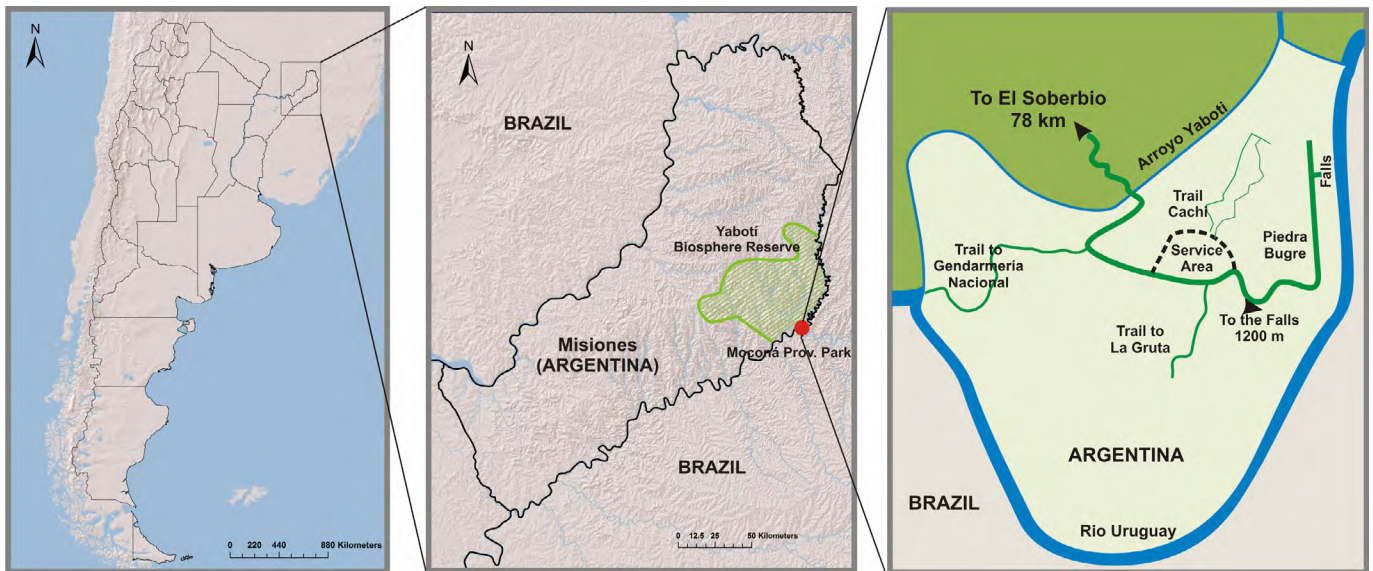 N
0 220 440 880 Kilometers
N
BRAZIL
Yabotí
Biosphere Reserve
Misiones
(ARGENTINA)
Moconá Prov. Park
BRAZIL
0 12.5 25 50 Kilometers
To El Soberbio
78 km
Arroyo Yaboti
Falls
Trail
Cachi
Trail to
Gendarmería
Nacional
Service
Area
Piedra
Bugre
Trail to
La Gruta
To the Falls
1200 m
ARGENTINA
BRAZIL
Rio Uruguay